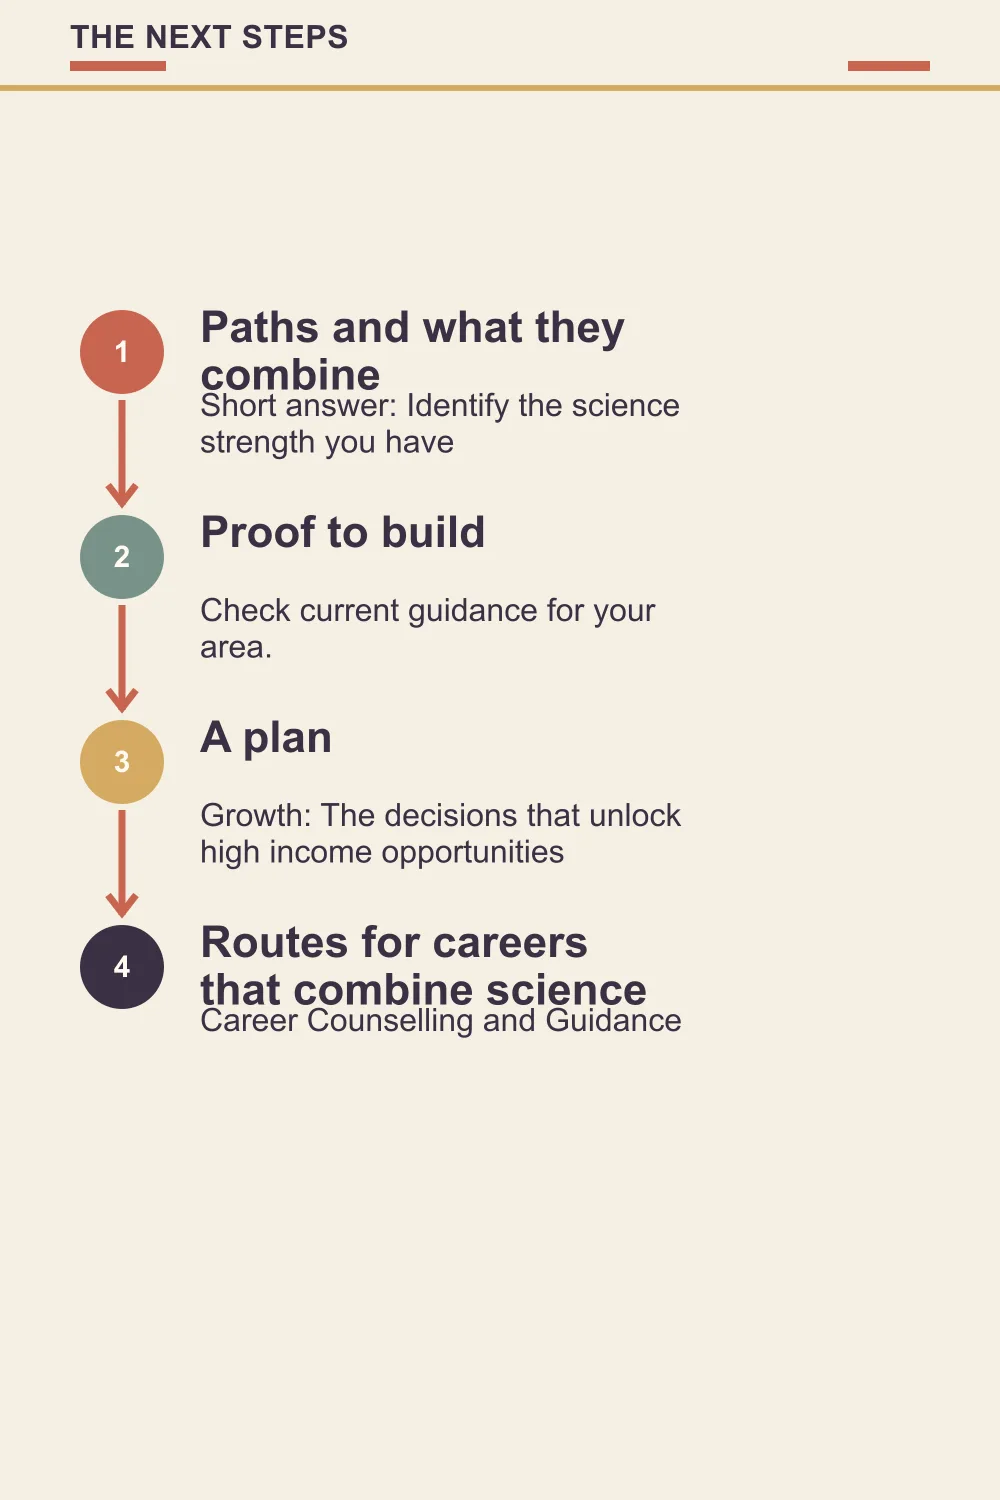 THE NEXT STEPS
1
Paths and what they
combine
Short answer: Identify the science
strength you have
2
Proof to build
Check current guidance for your
area.
3
A plan
Growth: The decisions that unlock
high income opportunities
4
Routes for careers
that combine science
Career Counselling and Guidance